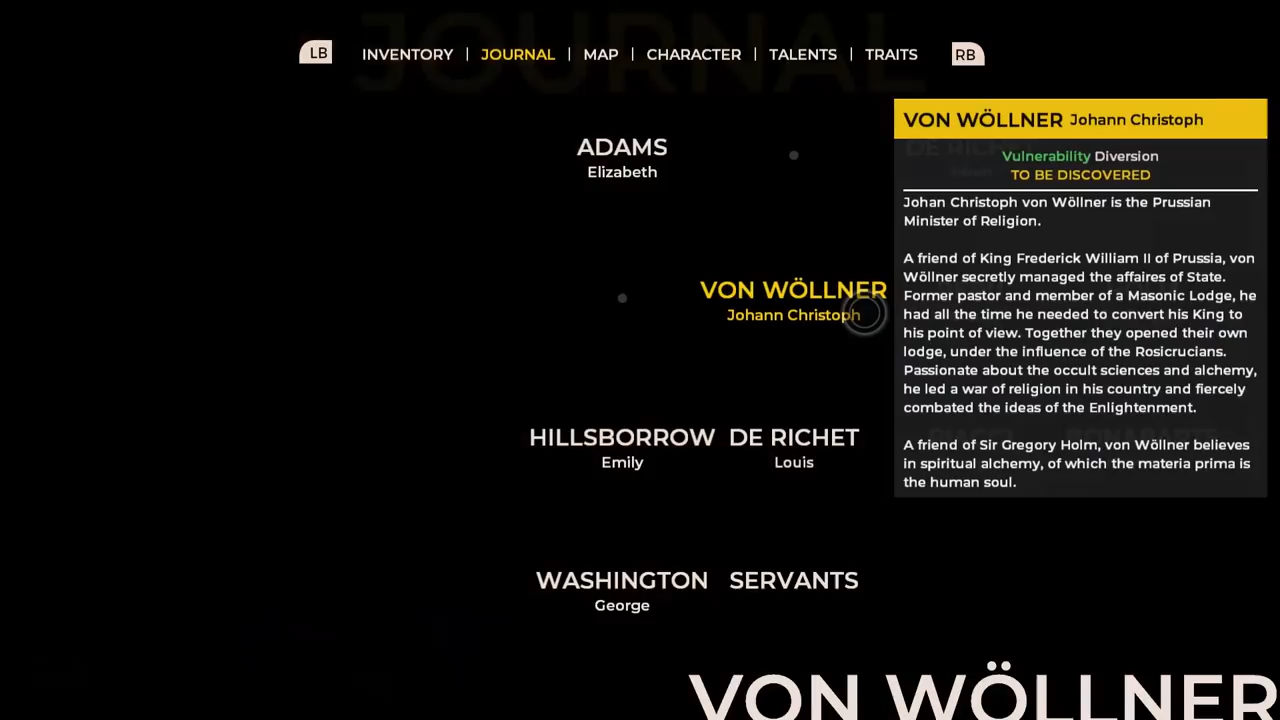 JOURNAL
LB INVENTORY | JOURNAL | MAP | CHARACTER | TALENTS | TRAITS RB
ADAMS
Elizabeth
VON WÖLLNER
Johann Christoph
HILLSBORROW
Emily
DE RICHET
Louis
WASHINGTON
George
SERVANTS
VON WÖLLNER Johann Christoph
Vulnerability Diversion
TO BE DISCOVERED
Johan Christoph von Wöllner is the Prussian
Minister of Religion.
A friend of King Frederick William II of Prussia, von
Wöllner secretly managed the affaires of State.
Former pastor and member of a Masonic Lodge, he
had all the time he needed to convert his King to
his point of view. Together they opened their own
lodge, under the influence of the Rosicrucians.
Passionate about the occult sciences and alchemy,
he led a war of religion in his country and fiercely
combated the ideas of the Enlightenment.
A friend of Sir Gregory Holm, von Wöllner believes
in spiritual alchemy, of which the materia prima is
the human soul.
VON WÖLLNER